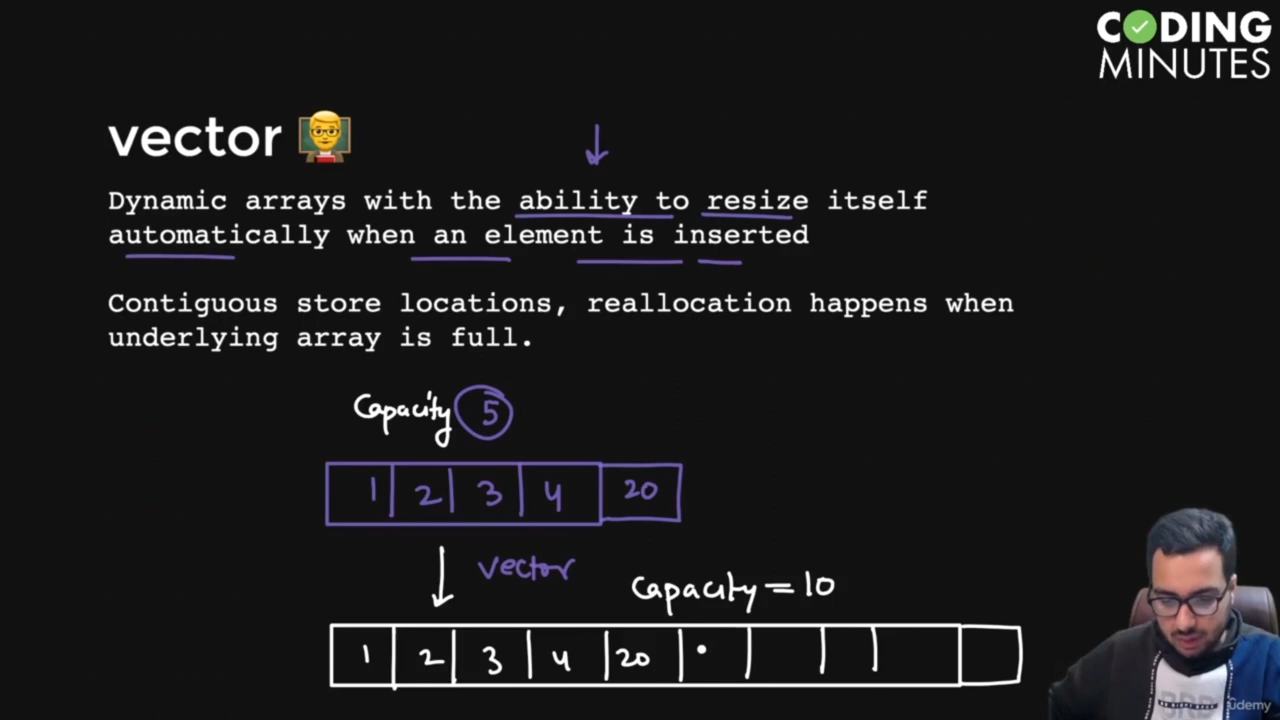 CODING
MINUTES
vector
Dynamic arrays with the ability to resize itself
automatically when an element is inserted
Contiguous store locations, reallocation happens when
underlying array is full.
Capacity 5
1 2 3 4 20
vector
Capacity = 10
1 2 3 4 20
ûdemy